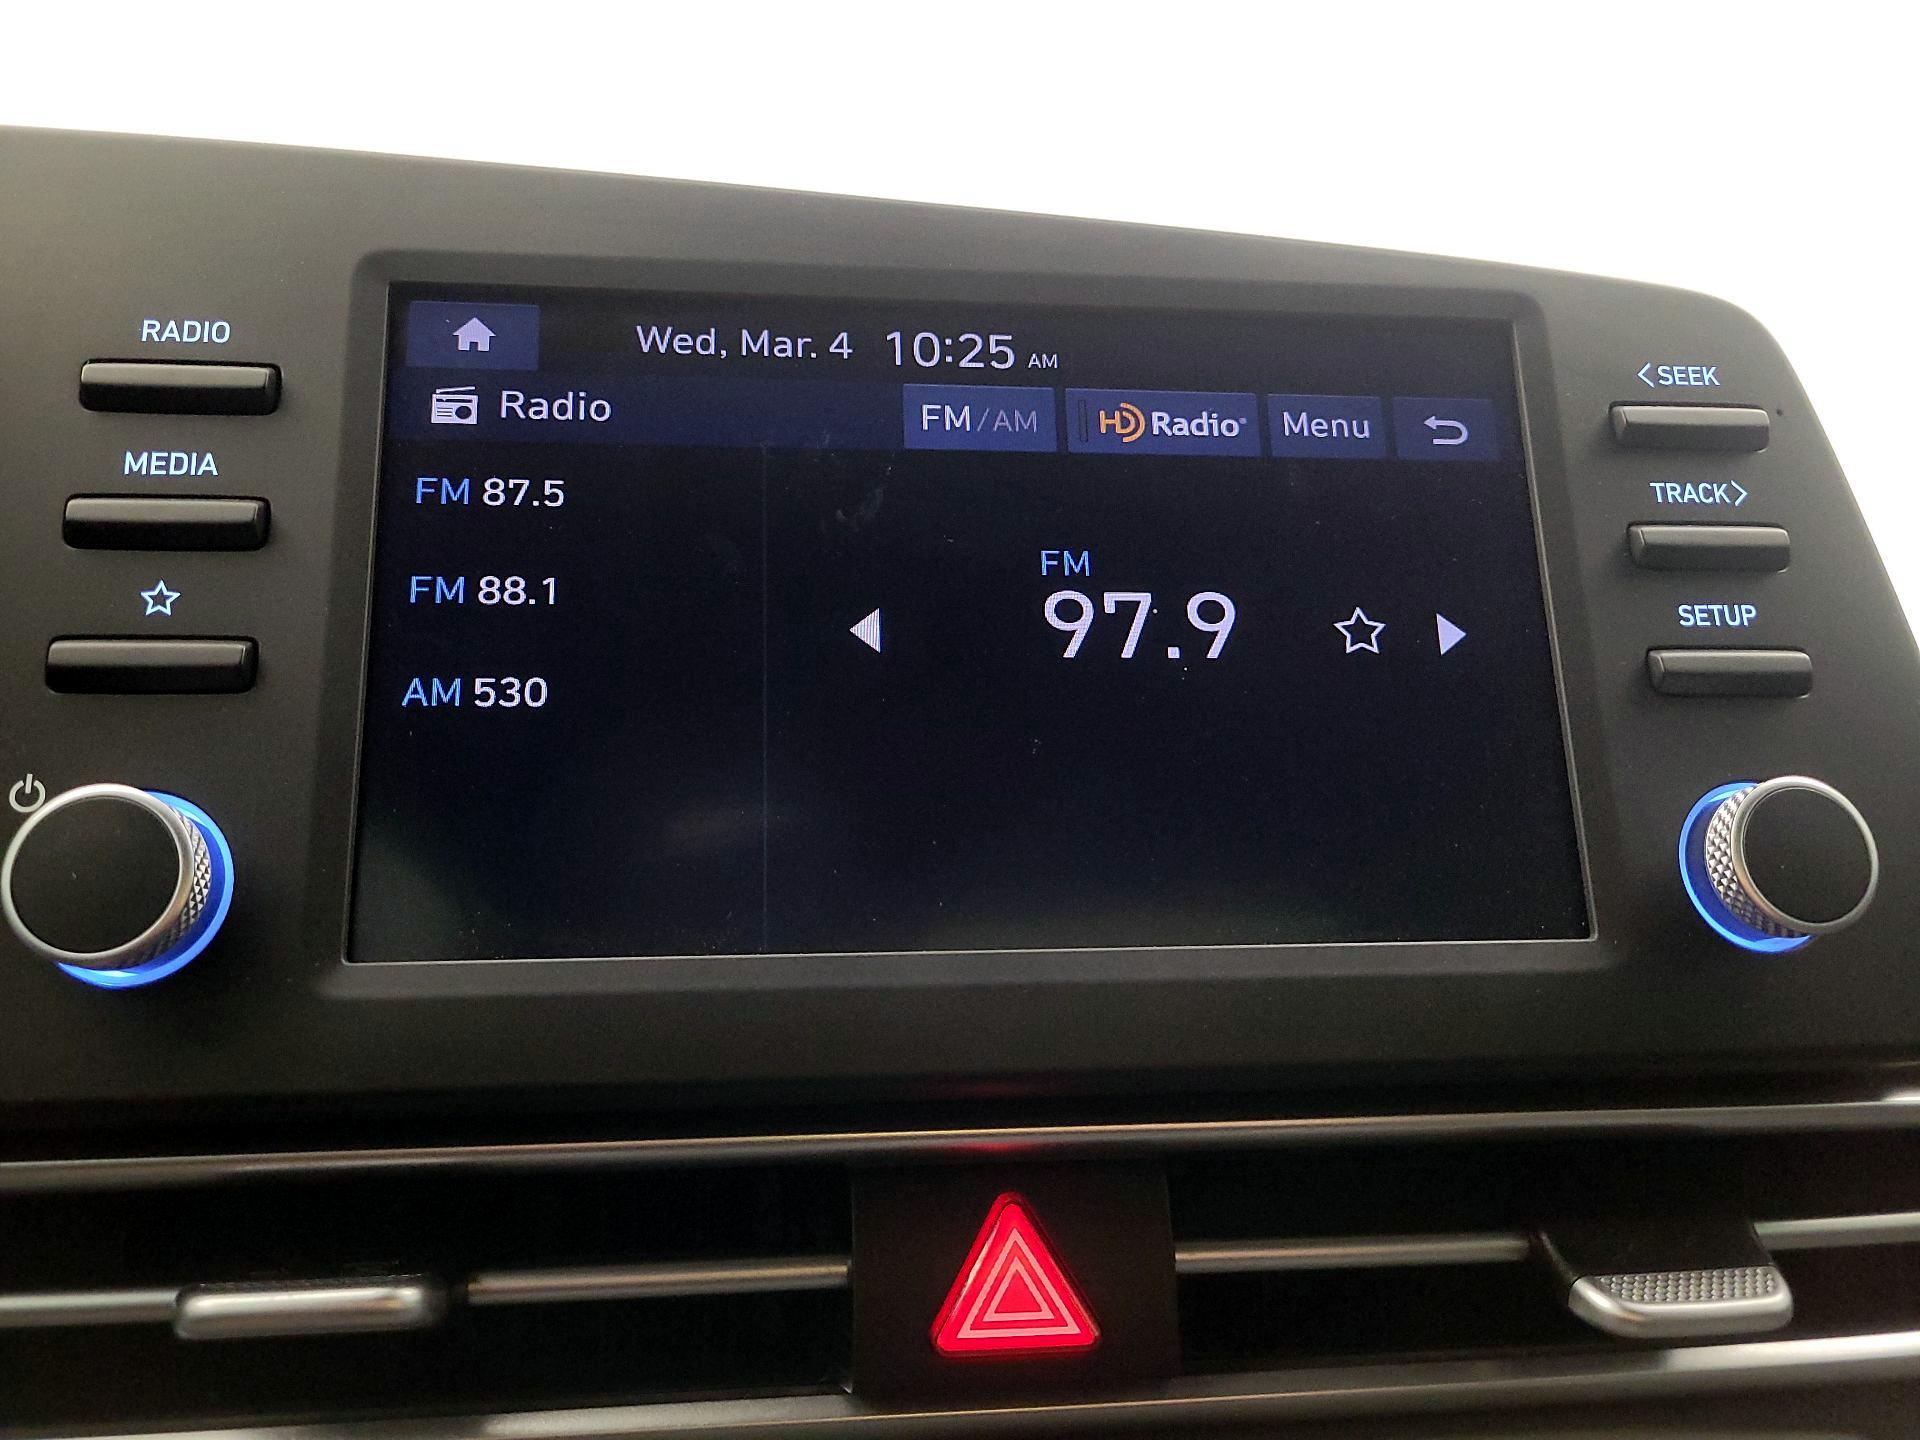 RADIO
MEDIA
Wed, Mar. 4 10:25 AM
Radio
FM/AM
HD Radio®
Menu
FM 87.5
FM 88.1
AM 530
FM
97.9
<SEEK
TRACK>
SETUP